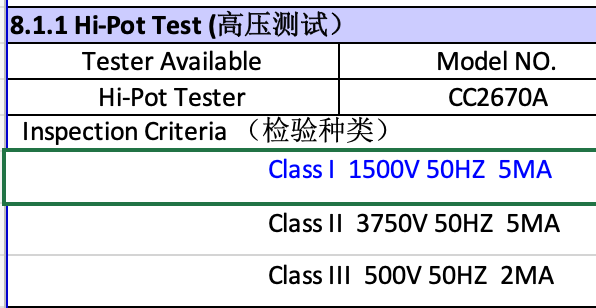 8.1.1 Hi-Pot Test (高压测试）
Tester Available Model NO.
Hi-Pot Tester CC2670A
Inspection Criteria （检验种类）
Class I 1500V 50HZ 5MA
Class II 3750V 50HZ 5MA
Class III 500V 50HZ 2MA